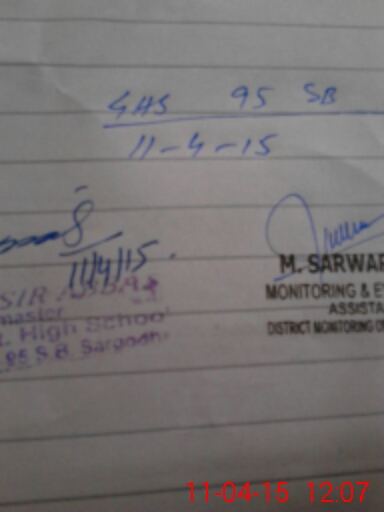 GHS 95 SB
11-4-15
11/4/15.
M. SARWAR
MONITORING & E
ASSISTA
DISTRICT MONITORING O
master
t. High School
95 S.B. Sargodh
11-04-15 12:07